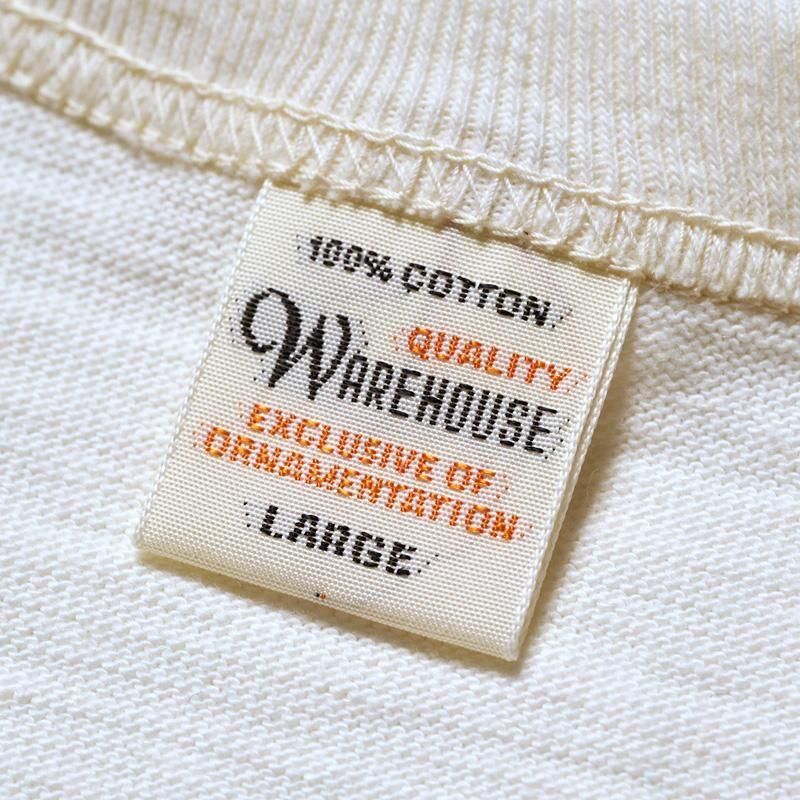 100% COTTON
QUALITY
WAREHOUSE
EXCLUSIVE OF
ORNAMENTATION
LARGE